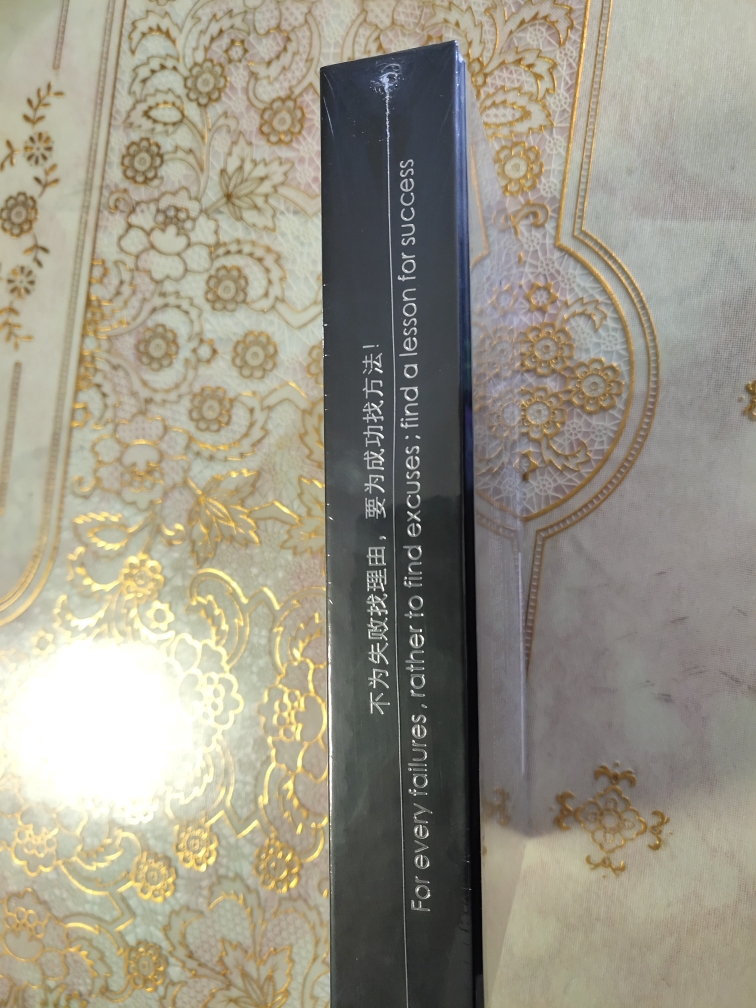 不为失败找理由，要为成功找方法！
For every failures, rather to find excuses; find a lesson for success